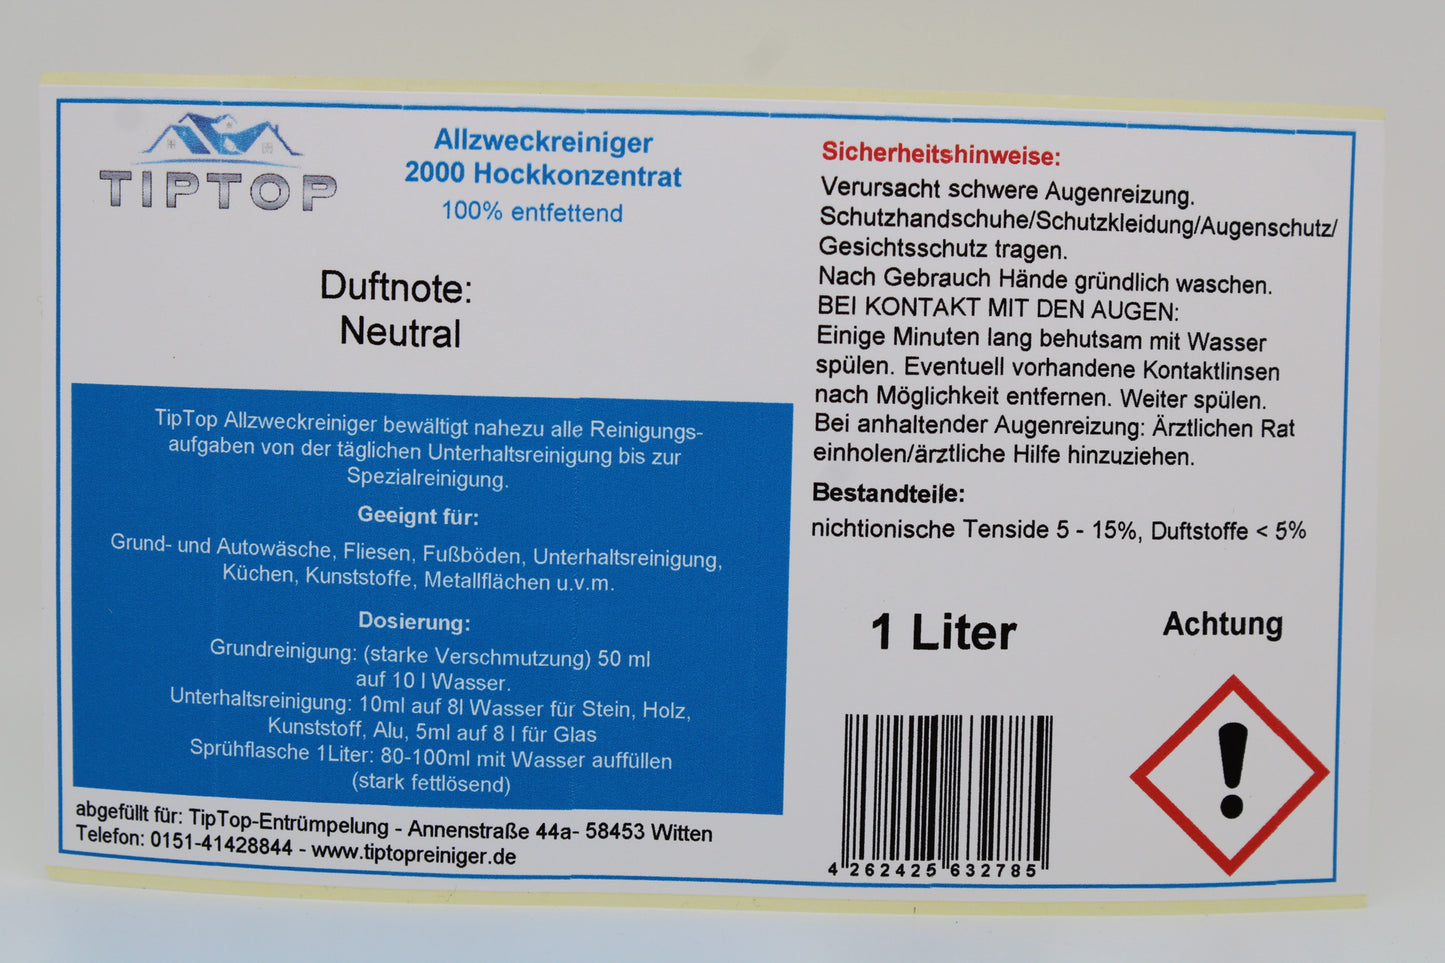 TIPTOP
Allzweckreiniger
2000 Hockkonzentrat
100% entfettend
Duftnote:
Neutral
TipTop Allzweckreiniger bewältigt nahezu alle Reinigungs-
aufgaben von der täglichen Unterhaltsreinigung bis zur
Spezialreinigung.
Geeignt für:
Grund- und Autowäsche, Fliesen, Fußböden, Unterhaltsreinigung,
Küchen, Kunststoffe, Metallflächen u.v.m.
Dosierung:
Grundreinigung: (starke Verschmutzung) 50 ml
auf 10 l Wasser.
Unterhaltsreinigung: 10ml auf 8l Wasser für Stein, Holz,
Kunststoff, Alu, 5ml auf 8 l für Glas
Sprühflasche 1Liter: 80-100ml mit Wasser auffüllen
(stark fettlösend)
abgefüllt für: TipTop-Entrümpelung - Annenstraße 44a- 58453 Witten
Telefon: 0151-41428844 - www.tiptopreiniger.de
Sicherheitshinweise:
Verursacht schwere Augenreizung.
Schutzhandschuhe/Schutzkleidung/Augenschutz/
Gesichtsschutz tragen.
Nach Gebrauch Hände gründlich waschen.
BEI KONTAKT MIT DEN AUGEN:
Einige Minuten lang behutsam mit Wasser
spülen. Eventuell vorhandene Kontaktlinsen
nach Möglichkeit entfernen. Weiter spülen.
Bei anhaltender Augenreizung: Ärztlichen Rat
einholen/ärztliche Hilfe hinzuziehen.
Bestandteile:
nichtionische Tenside 5 - 15%, Duftstoffe < 5%
1 Liter
Achtung
4 262425 632785